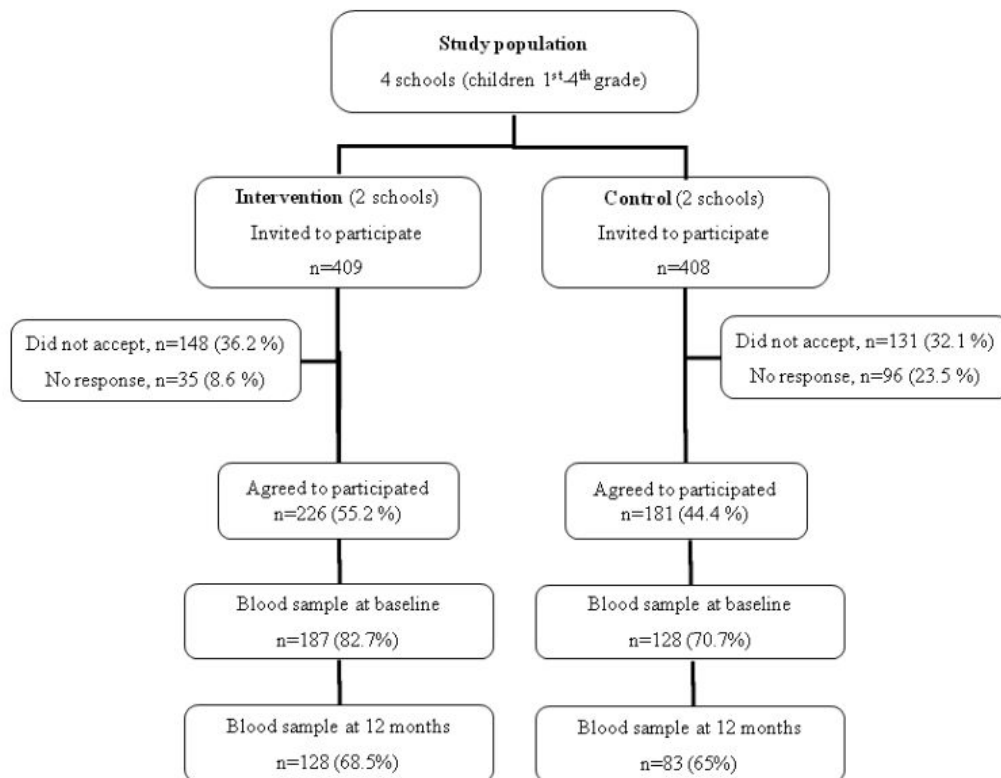 Study population
4 schools (children 1st-4th grade)
Intervention (2 schools)
Invited to participate
n=409
Control (2 schools)
Invited to participate
n=408
Did not accept, n=148 (36.2 %)
No response, n=35 (8.6 %)
Did not accept, n=131 (32.1 %)
No response, n=96 (23.5 %)
Agreed to participated
n=226 (55.2 %)
Agreed to participated
n=181 (44.4 %)
Blood sample at baseline
n=187 (82.7%)
Blood sample at baseline
n=128 (70.7%)
Blood sample at 12 months
n=128 (68.5%)
Blood sample at 12 months
n=83 (65%)